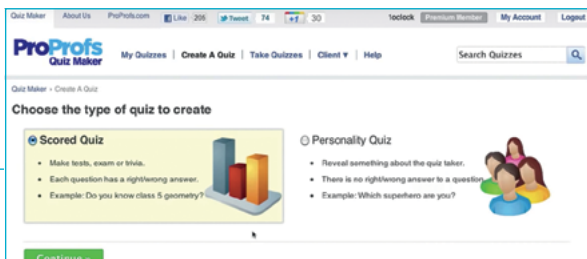 Quiz Maker About Us ProProfs.com Like 206 Tweet 74 +1 30 !oclock Premium Member My Account Logout
ProProfs
Quiz Maker
My Quizzes | Create A Quiz | Take Quizzes | Client ▼ | Help Search Quizzes
Quiz Maker › Create A Quiz
Choose the type of quiz to create
Scored Quiz
• Make tests, exam or trivia.
• Each question has a right/wrong answer.
• Example: Do you know class 5 geometry?
Personality Quiz
• Reveal something about the quiz taker.
• There is no right/wrong answer to a question.
• Example: Which superhero are you?
Continue »